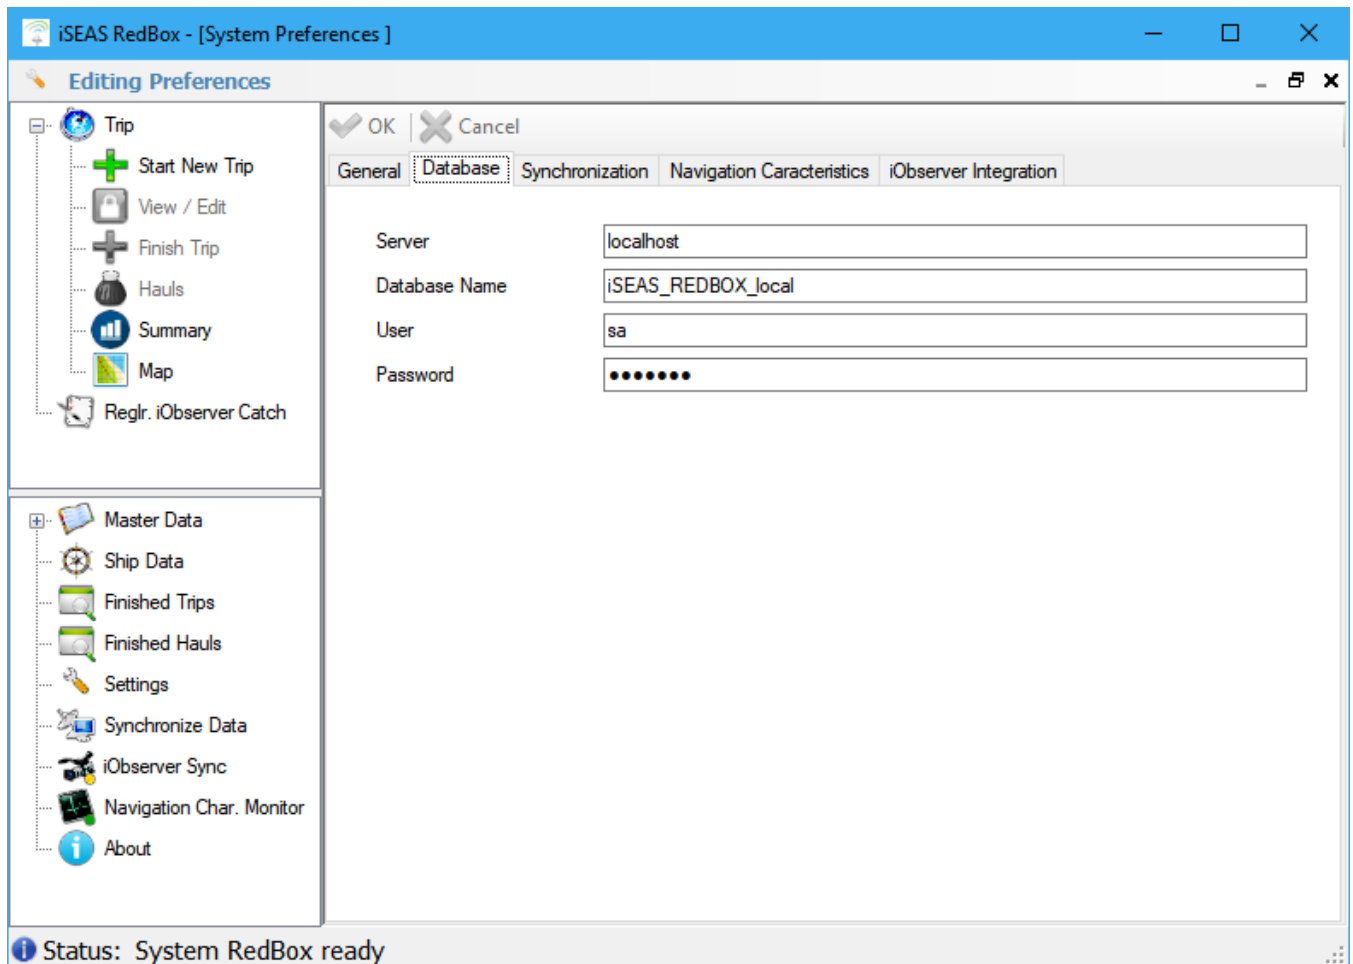 iSEAS RedBox - [System Preferences ]
Editing Preferences
Trip
Start New Trip
View / Edit
Finish Trip
Hauls
Summary
Map
Reglr. iObserver Catch
Master Data
Ship Data
Finished Trips
Finished Hauls
Settings
Synchronize Data
iObserver Sync
Navigation Char. Monitor
About
OK Cancel
General Database Synchronization Navigation Caracteristics iObserver Integration
Server localhost
Database Name iSEAS_REDBOX_local
User sa
Password ●●●●●●●
Status: System RedBox ready